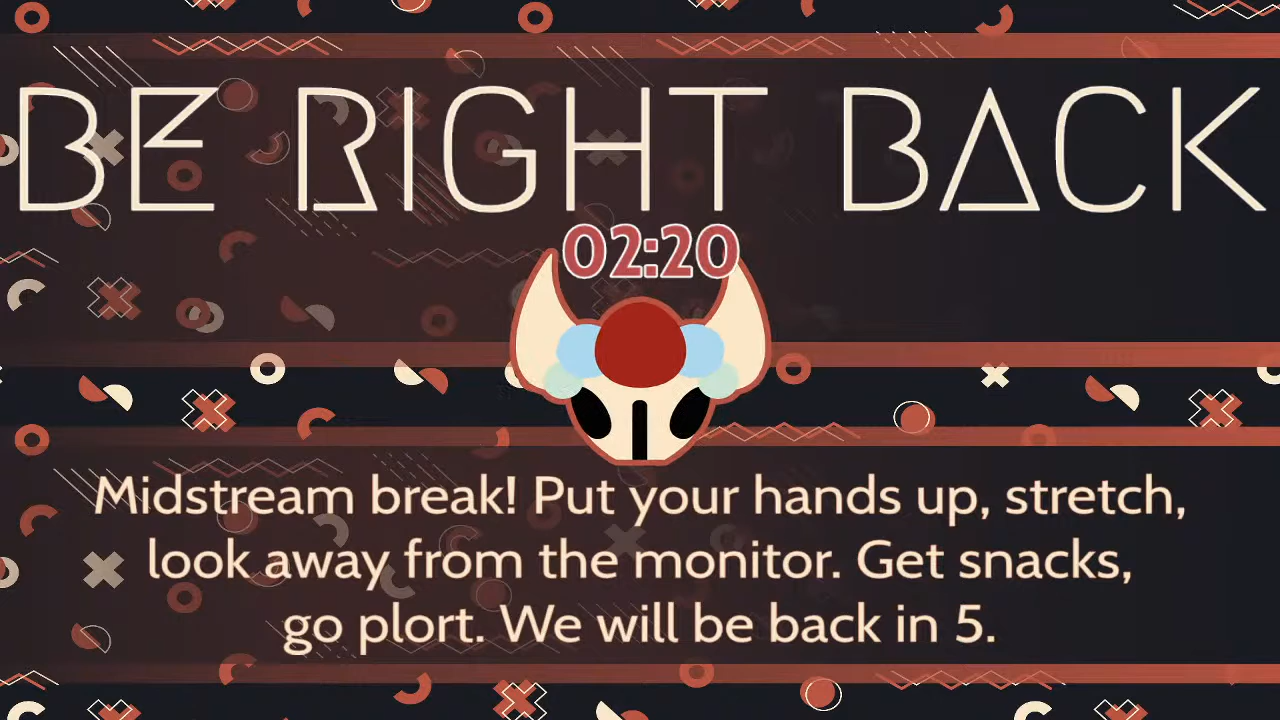 BE RIGHT BACK
02:20
Midstream break! Put your hands up, stretch,
look away from the monitor. Get snacks,
go plort. We will be back in 5.